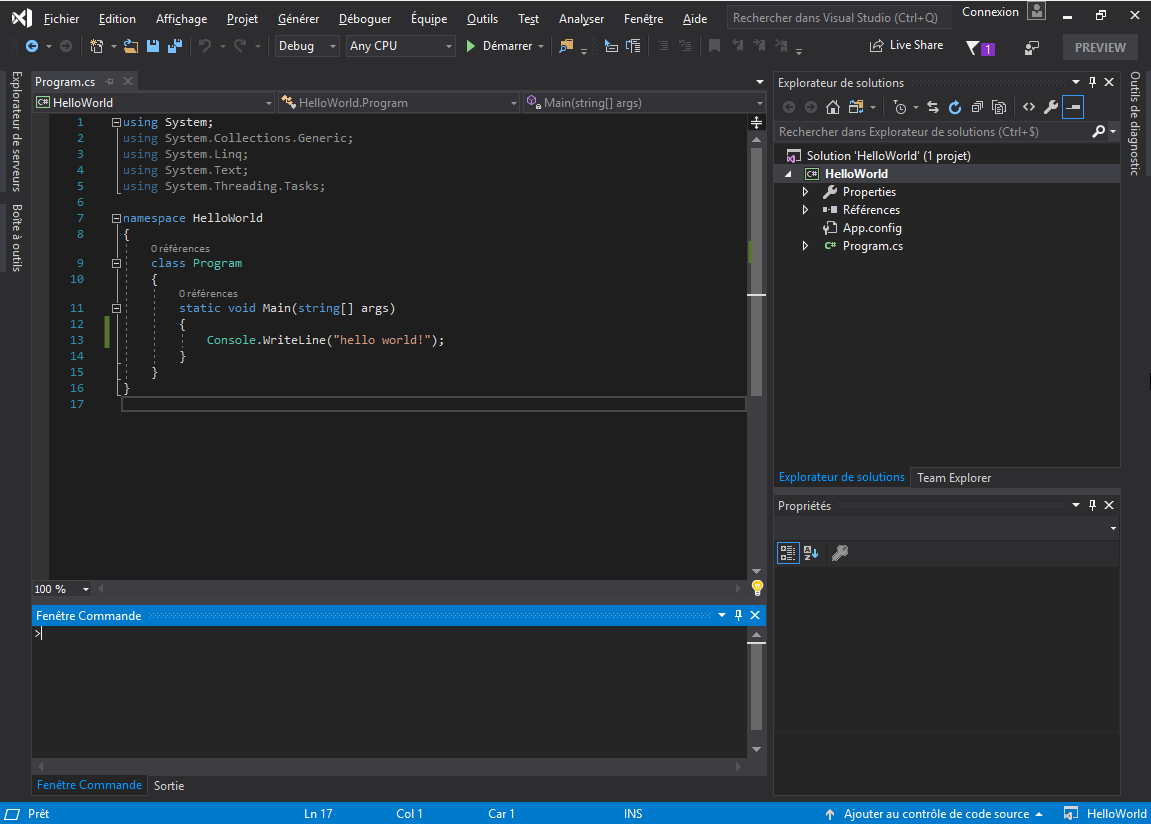 Fichier Edition Affichage Projet Générer Déboguer Équipe Outils Test Analyser Fenêtre Aide Rechercher dans Visual Studio (Ctrl+Q) Connexion
Debug Any CPU Démarrer Live Share 1 PREVIEW
Explorateur de serveurs
Boîte à outils
Program.cs
HelloWorld HelloWorld.Program Main(string[] args)
1 using System;
2 using System.Collections.Generic;
3 using System.Linq;
4 using System.Text;
5 using System.Threading.Tasks;
6
7 namespace HelloWorld
8 {
0 références
9 class Program
10 {
0 références
11 static void Main(string[] args)
12 {
13 Console.WriteLine("hello world!");
14 }
15 }
16 }
17
100 %
Fenêtre Commande
>
Fenêtre Commande Sortie
Explorateur de solutions
Rechercher dans Explorateur de solutions (Ctrl+$)
Solution 'HelloWorld' (1 projet)
C# HelloWorld
Properties
Références
App.config
C# Program.cs
Explorateur de solutions Team Explorer
Propriétés
Outils de diagnostic
Prêt Ln 17 Col 1 Car 1 INS Ajouter au contrôle de code source HelloWorld